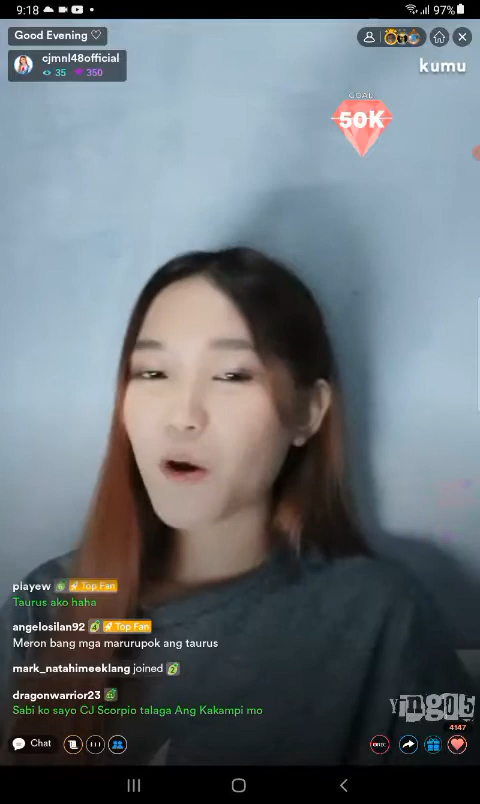 9:18
97%
Good Evening ♡
cjmnl48official
35 350
kumu
GOAL
50K
piayew Top Fan
Taurus ako haha
angelosilan92 Top Fan
Meron bang mga marurupok ang taurus
mark_natahimeeklang joined
dragonwarrior23
Sabi ko sayo CJ Scorpio talaga Ang Kakampi mo
4147
Chat